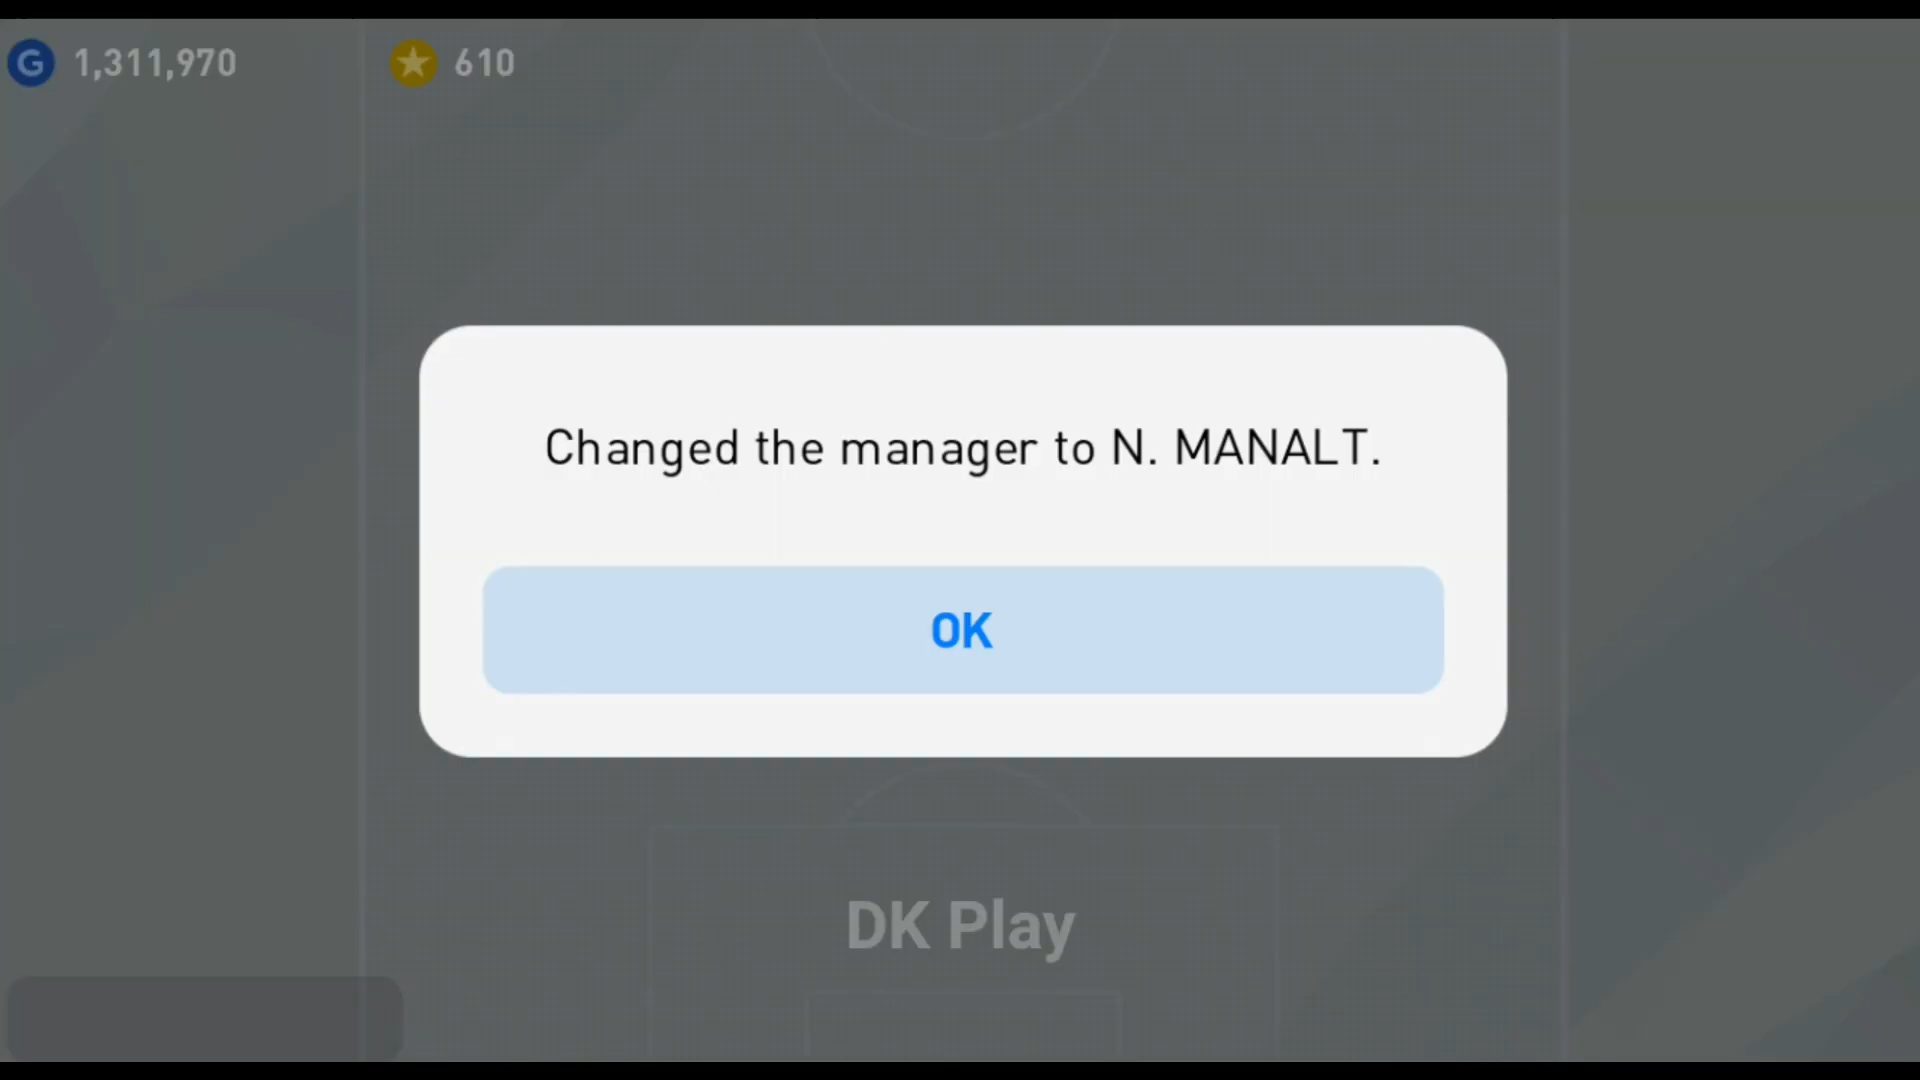 G 1,311,970 610
Changed the manager to N. MANALT.
OK
DK Play